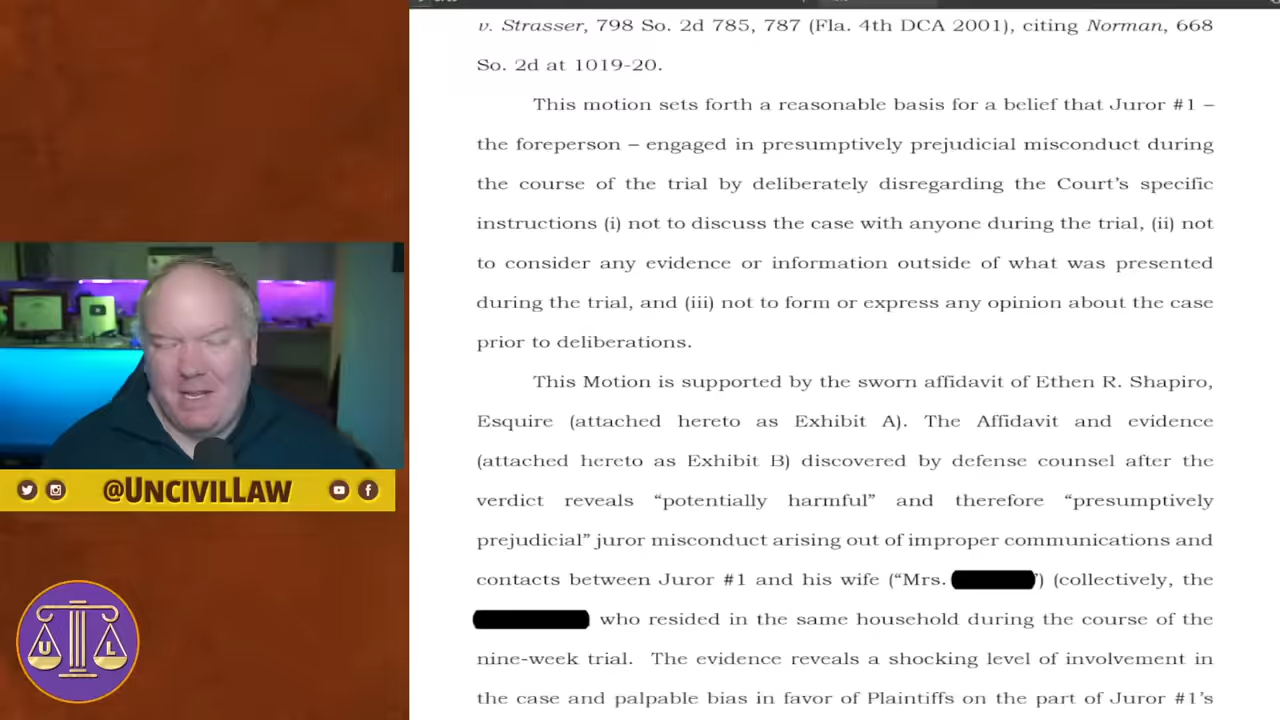 v. Strasser, 798 So. 2d 785, 787 (Fla. 4th DCA 2001), citing Norman, 668
So. 2d at 1019-20.
This motion sets forth a reasonable basis for a belief that Juror #1 –
the foreperson – engaged in presumptively prejudicial misconduct during
the course of the trial by deliberately disregarding the Court's specific
instructions (i) not to discuss the case with anyone during the trial, (ii) not
to consider any evidence or information outside of what was presented
during the trial, and (iii) not to form or express any opinion about the case
prior to deliberations.
This Motion is supported by the sworn affidavit of Ethen R. Shapiro,
Esquire (attached hereto as Exhibit A). The Affidavit and evidence
(attached hereto as Exhibit B) discovered by defense counsel after the
verdict reveals “potentially harmful” and therefore “presumptively
prejudicial” juror misconduct arising out of improper communications and
contacts between Juror #1 and his wife (“Mrs. ”) (collectively, the
who resided in the same household during the course of the
nine-week trial. The evidence reveals a shocking level of involvement in
the case and palpable bias in favor of Plaintiffs on the part of Juror #1's
@UNCIVILLAW
U L